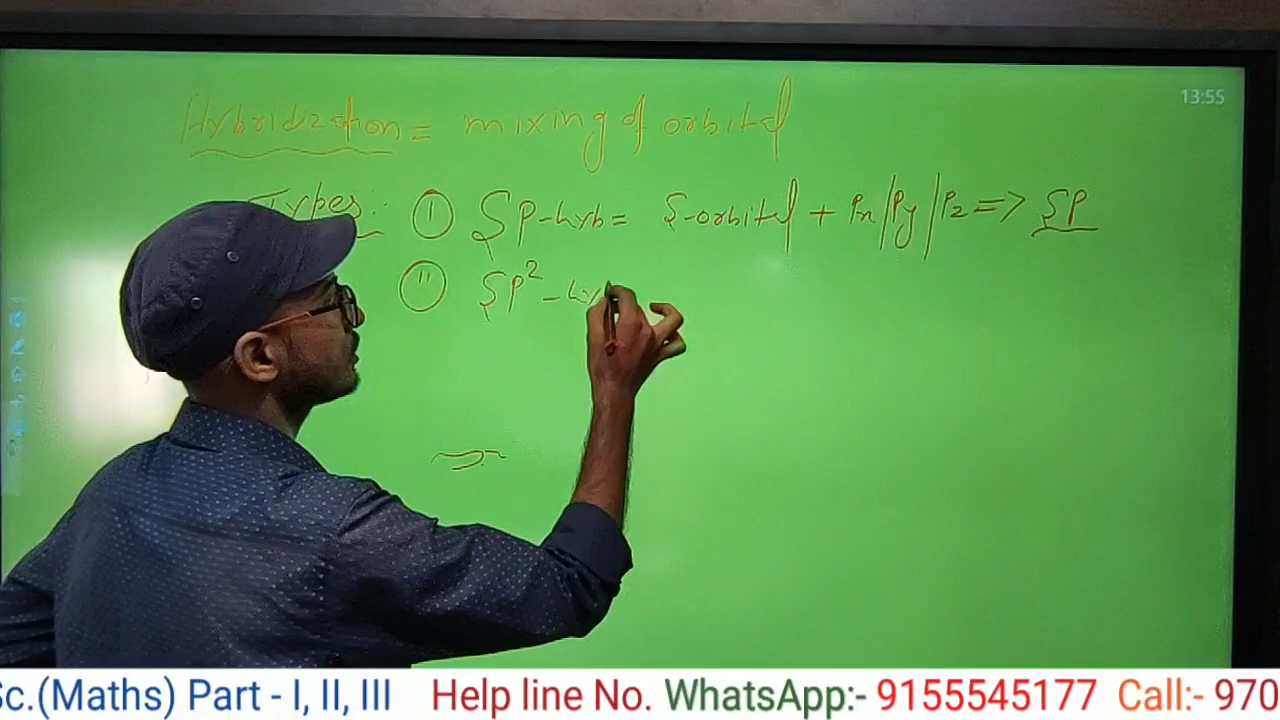 13:55
Hybridization = mixing of orbital
Types: ① SP-hyb = S-orbital + Px/Py/Pz => SP
② SP² - hy
Sc.(Maths) Part - I, II, III Help line No. WhatsApp:- 9155545177 Call:- 970